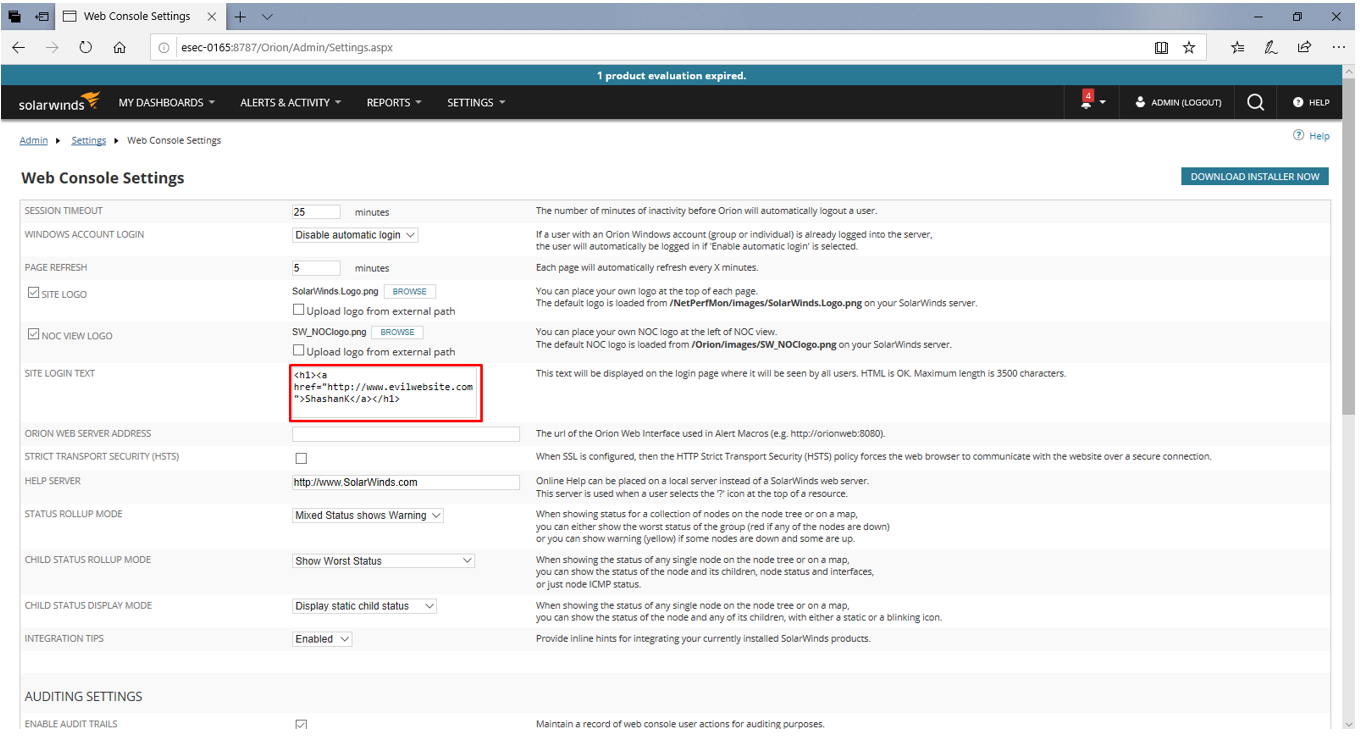 Web Console Settings
esec-0165:8787/Orion/Admin/Settings.aspx
1 product evaluation expired.
solarwinds
MY DASHBOARDS
ALERTS & ACTIVITY
REPORTS
SETTINGS
4
ADMIN (LOGOUT)
HELP
Admin
Settings
Web Console Settings
Help
Web Console Settings
DOWNLOAD INSTALLER NOW
SESSION TIMEOUT
25 minutes
The number of minutes of inactivity before Orion will automatically logout a user.
WINDOWS ACCOUNT LOGIN
Disable automatic login
If a user with an Orion Windows account (group or individual) is already logged into the server,
the user will automatically be logged in if 'Enable automatic login' is selected.
PAGE REFRESH
5 minutes
Each page will automatically refresh every X minutes.
SITE LOGO
SolarWinds.Logo.png BROWSE
Upload logo from external path
You can place your own logo at the top of each page.
The default logo is loaded from /NetPerfMon/images/SolarWinds.Logo.png on your SolarWinds server.
NOC VIEW LOGO
SW_NOClogo.png BROWSE
Upload logo from external path
You can place your own NOC logo at the left of NOC view.
The default NOC logo is loaded from /Orion/images/SW_NOClogo.png on your SolarWinds server.
SITE LOGIN TEXT
<h1><a
href="http://www.evilwebsite.com
">ShashanK</a></h1>
This text will be displayed on the login page where it will be seen by all users. HTML is OK. Maximum length is 3500 characters.
ORION WEB SERVER ADDRESS
The url of the Orion Web Interface used in Alert Macros (e.g. http://orionweb:8080).
STRICT TRANSPORT SECURITY (HSTS)
When SSL is configured, then the HTTP Strict Transport Security (HSTS) policy forces the web browser to communicate with the website over a secure connection.
HELP SERVER
http://www.SolarWinds.com
Online Help can be placed on a local server instead of a SolarWinds web server.
This server is used when a user selects the '?' icon at the top of a resource.
STATUS ROLLUP MODE
Mixed Status shows Warning
When showing status for a collection of nodes on the node tree or on a map,
you can either show the worst status of the group (red if any of the nodes are down)
or you can show warning (yellow) if some nodes are down and some are up.
CHILD STATUS ROLLUP MODE
Show Worst Status
When showing the status of any single node on the node tree or on a map,
you can show the status of the node and its children, node status and interfaces,
or just node ICMP status.
CHILD STATUS DISPLAY MODE
Display static child status
When showing the status of any single node on the node tree or on a map,
you can show the status of the node and any of its children, with either a static or a blinking icon.
INTEGRATION TIPS
Enabled
Provide inline hints for integrating your currently installed SolarWinds products.
AUDITING SETTINGS
ENABLE AUDIT TRAILS
Maintain a record of web console user actions for auditing purposes.